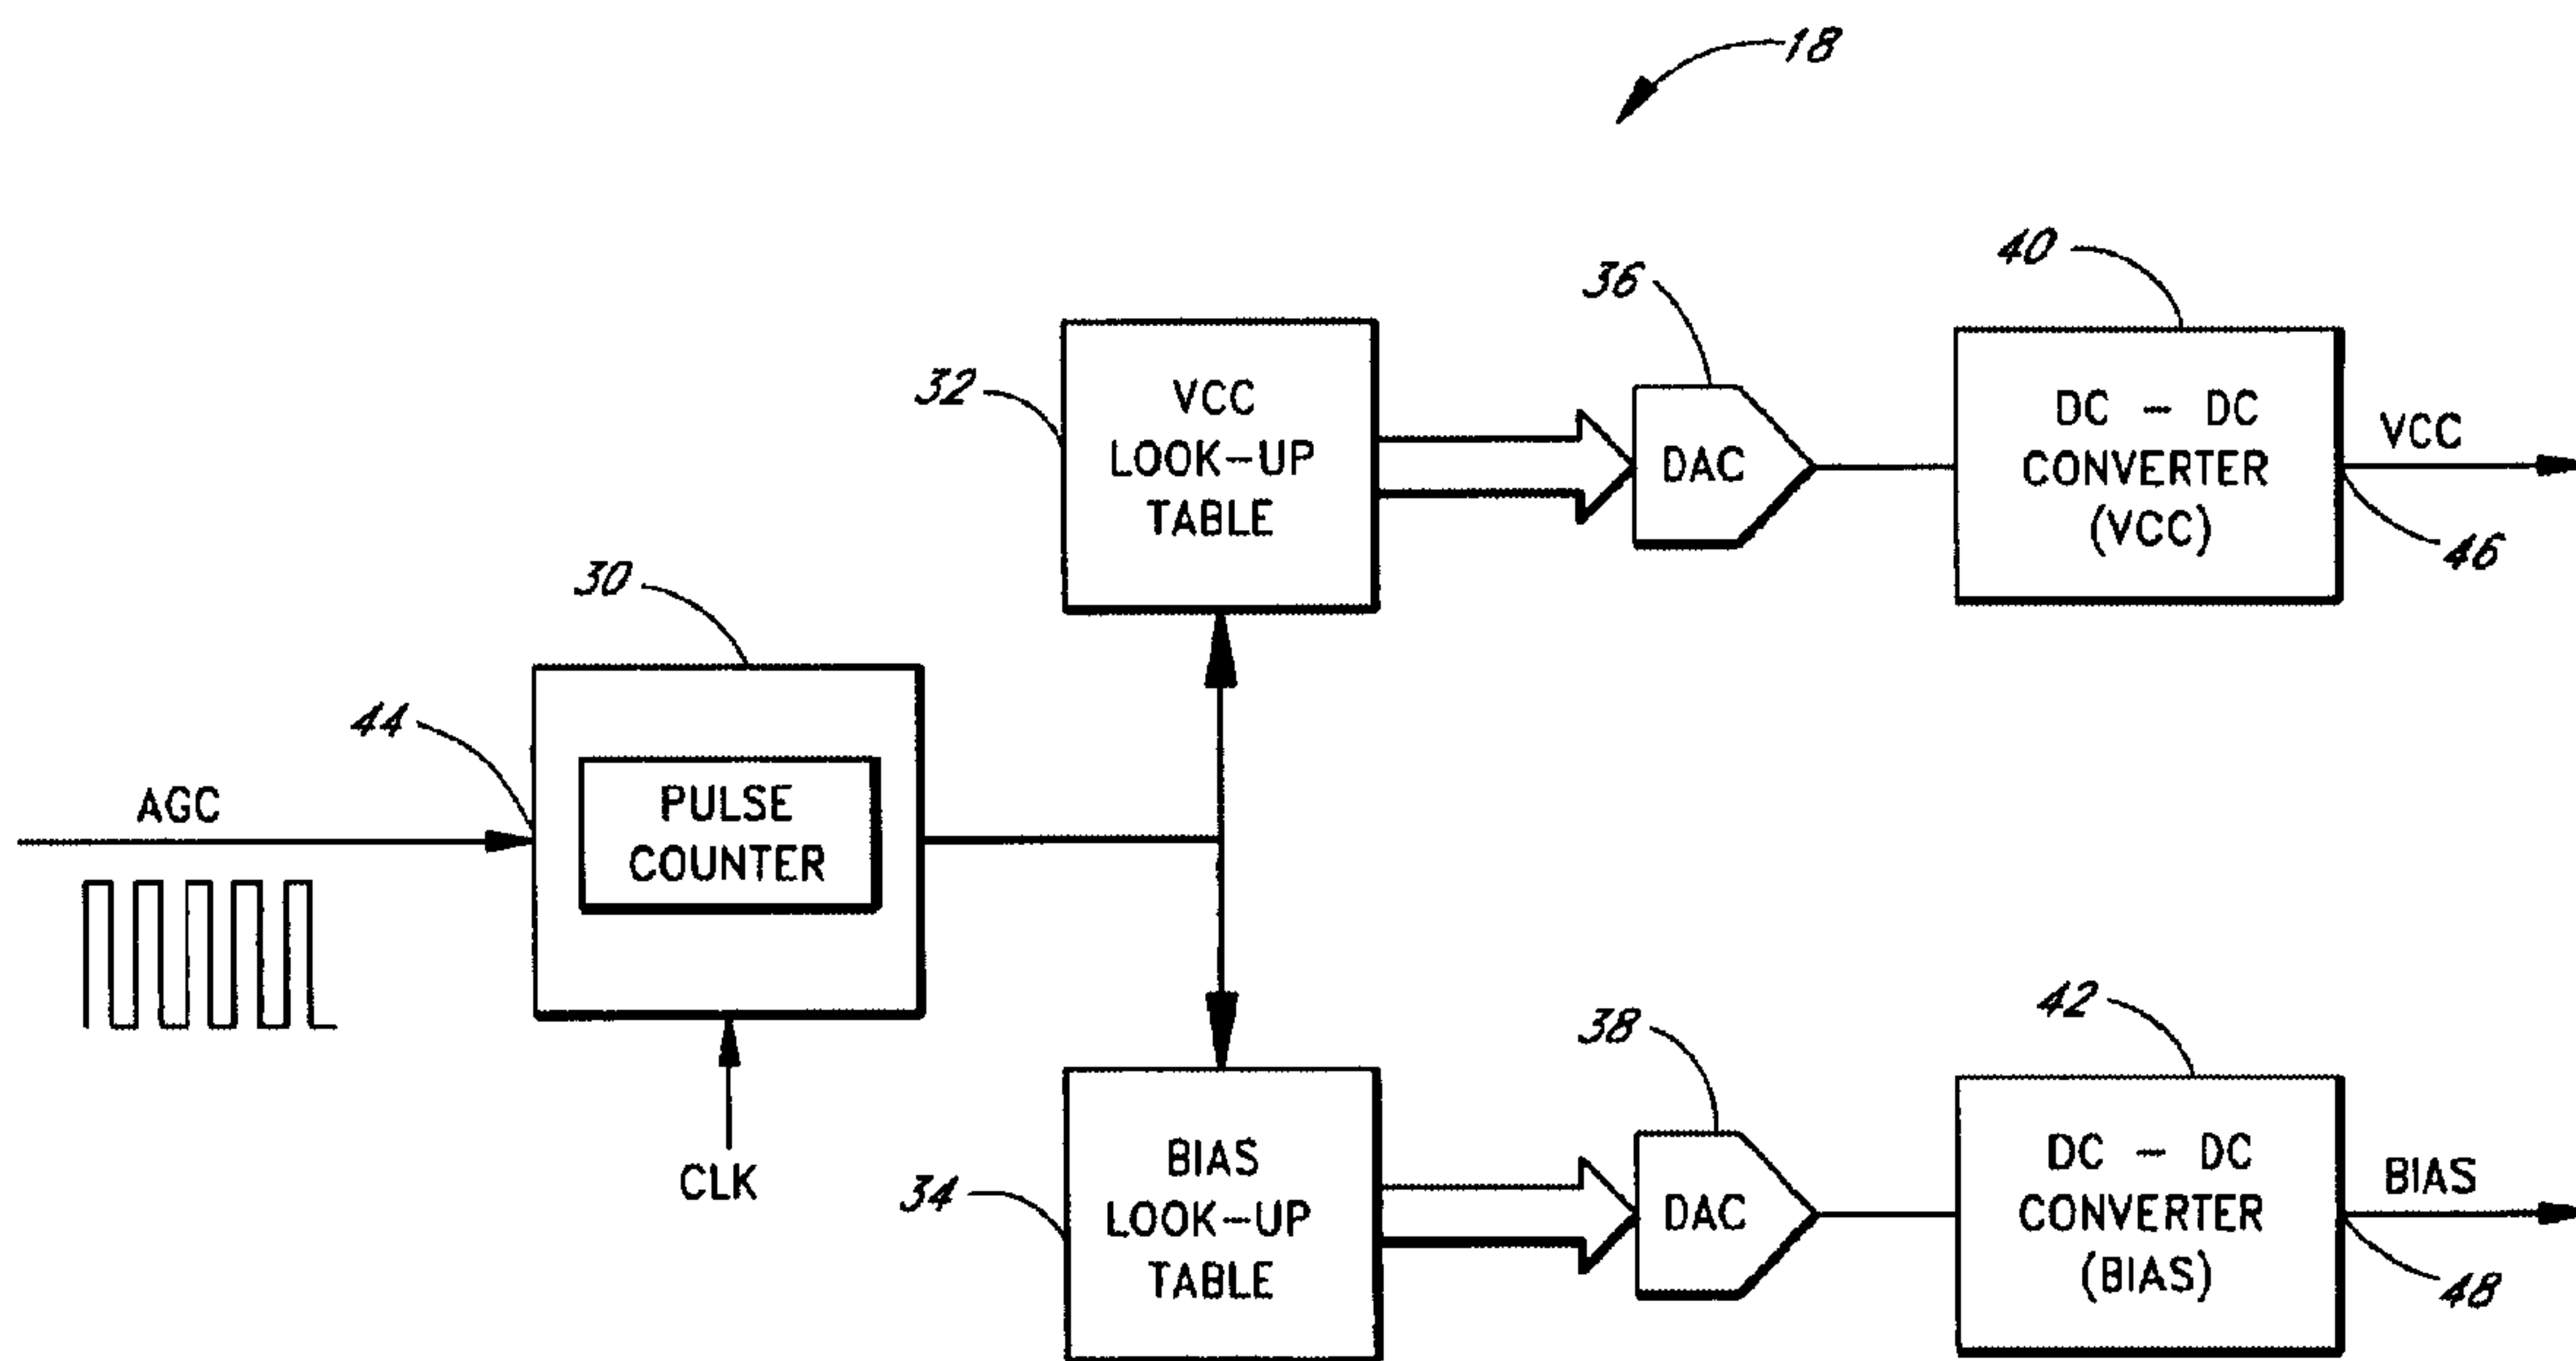 18
40
36
32
VCC
LOOK-UP
TABLE
DAC
DC - DC
CONVERTER
(VCC)
VCC
46
30
44
AGC
PULSE
COUNTER
CLK
42
38
34
BIAS
LOOK-UP
TABLE
DAC
DC - DC
CONVERTER
(BIAS)
BIAS
48